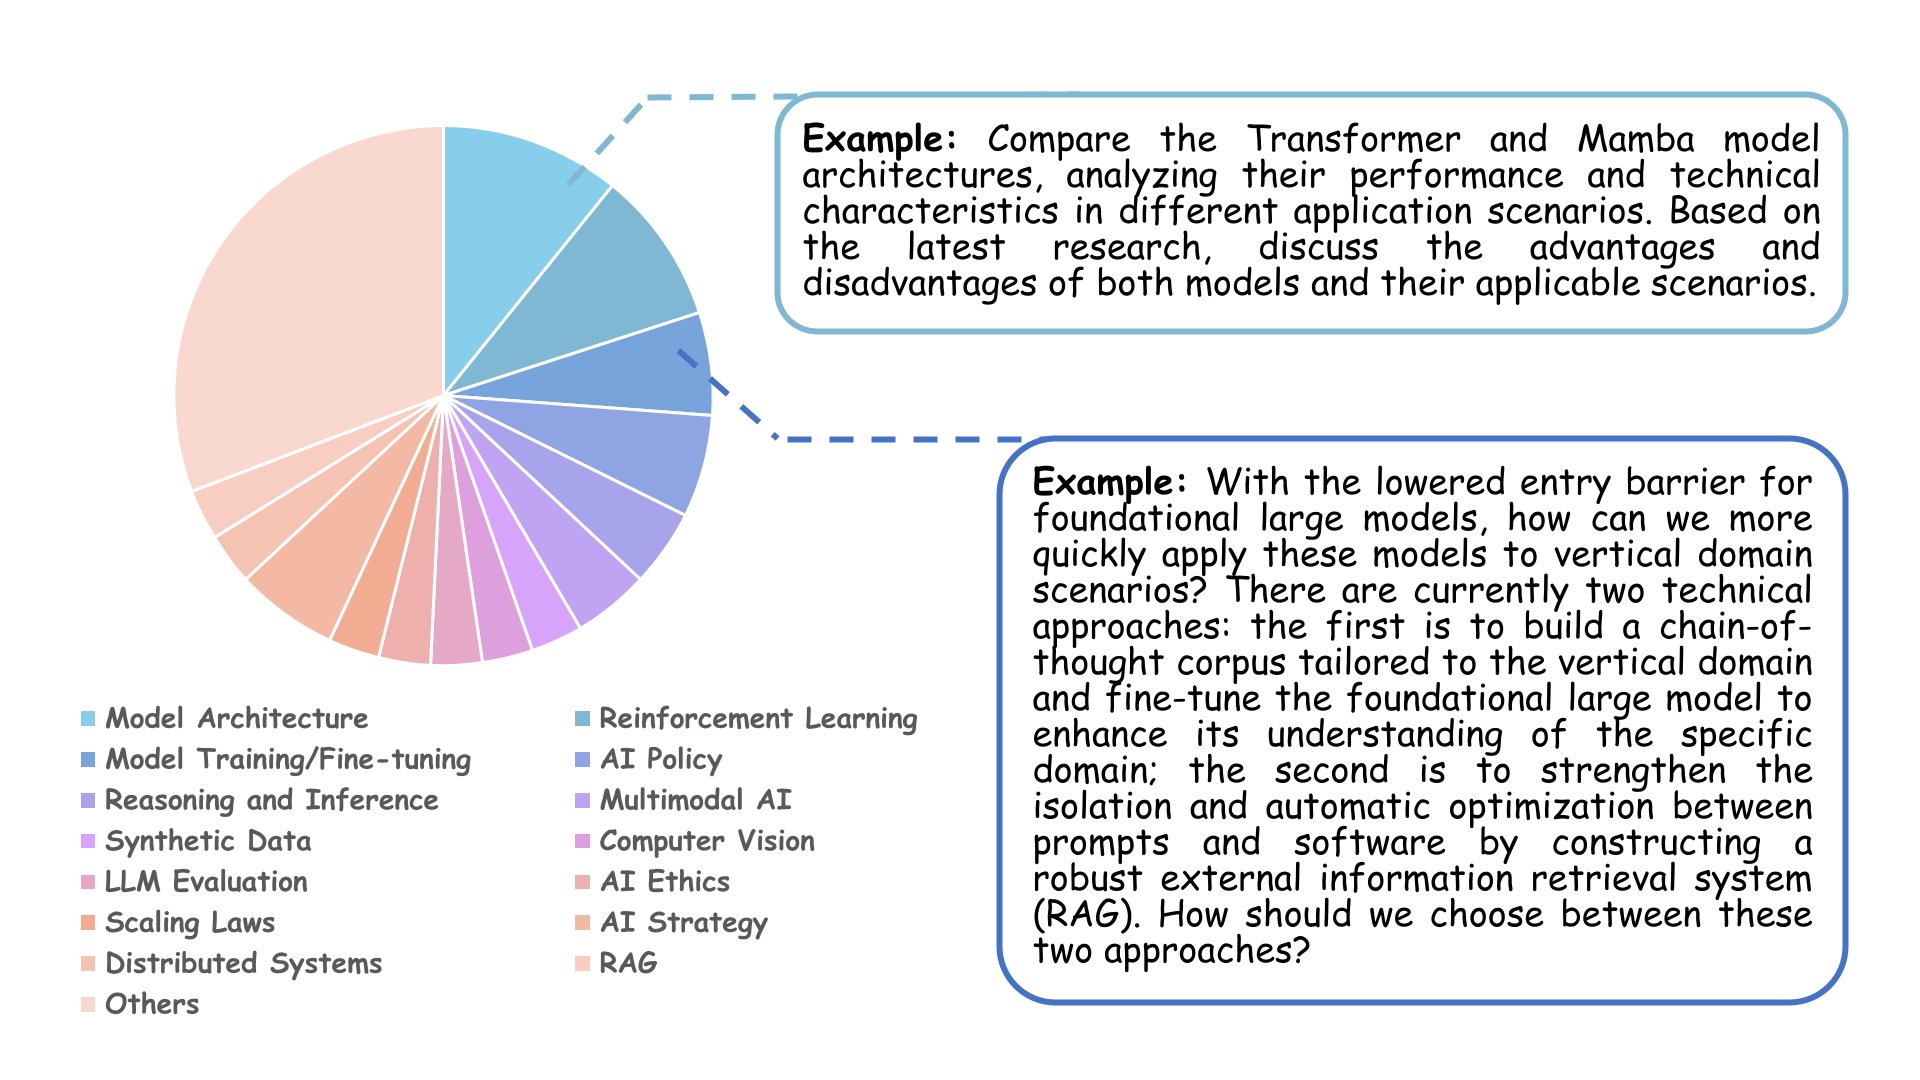 Example: Compare the Transformer and Mamba model
architectures, analyzing their performance and technical
characteristics in different application scenarios. Based on
the latest research, discuss the advantages and
disadvantages of both models and their applicable scenarios.
Example: With the lowered entry barrier for
foundational large models, how can we more
quickly apply these models to vertical domain
scenarios? There are currently two technical
approaches: the first is to build a chain-of-
thought corpus tailored to the vertical domain
and fine-tune the foundational large model to
enhance its understanding of the specific
domain; the second is to strengthen the
isolation and automatic optimization between
prompts and software by constructing a
robust external information retrieval system
(RAG). How should we choose between these
two approaches?
Model Architecture
Reinforcement Learning
Model Training/Fine-tuning
AI Policy
Reasoning and Inference
Multimodal AI
Synthetic Data
Computer Vision
LLM Evaluation
AI Ethics
Scaling Laws
AI Strategy
Distributed Systems
RAG
Others